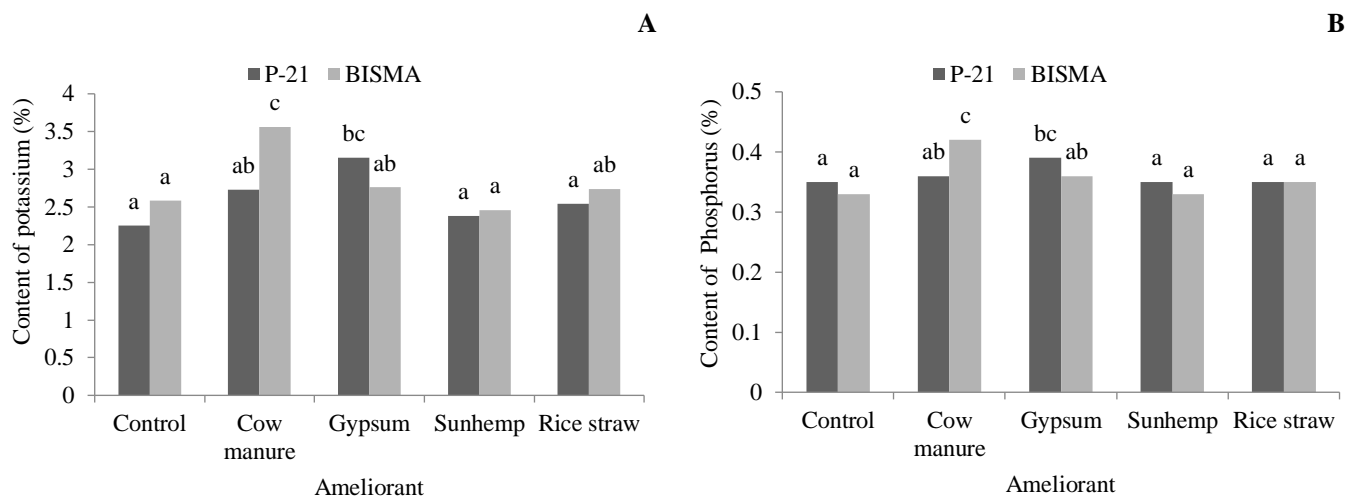 A
P-21 BISMA
Content of potassium (%)
4
3.5
3
2.5
2
1.5
1
0.5
0
a a ab c bc ab a a a ab
Control Cow manure Gypsum Sunhemp Rice straw
Ameliorant
B
P-21 BISMA
Content of Phosphorus (%)
0.5
0.4
0.3
0.2
0.1
0
a a ab c bc ab a a a a
Control Cow manure Gypsum Sunhemp Rice straw
Ameliorant